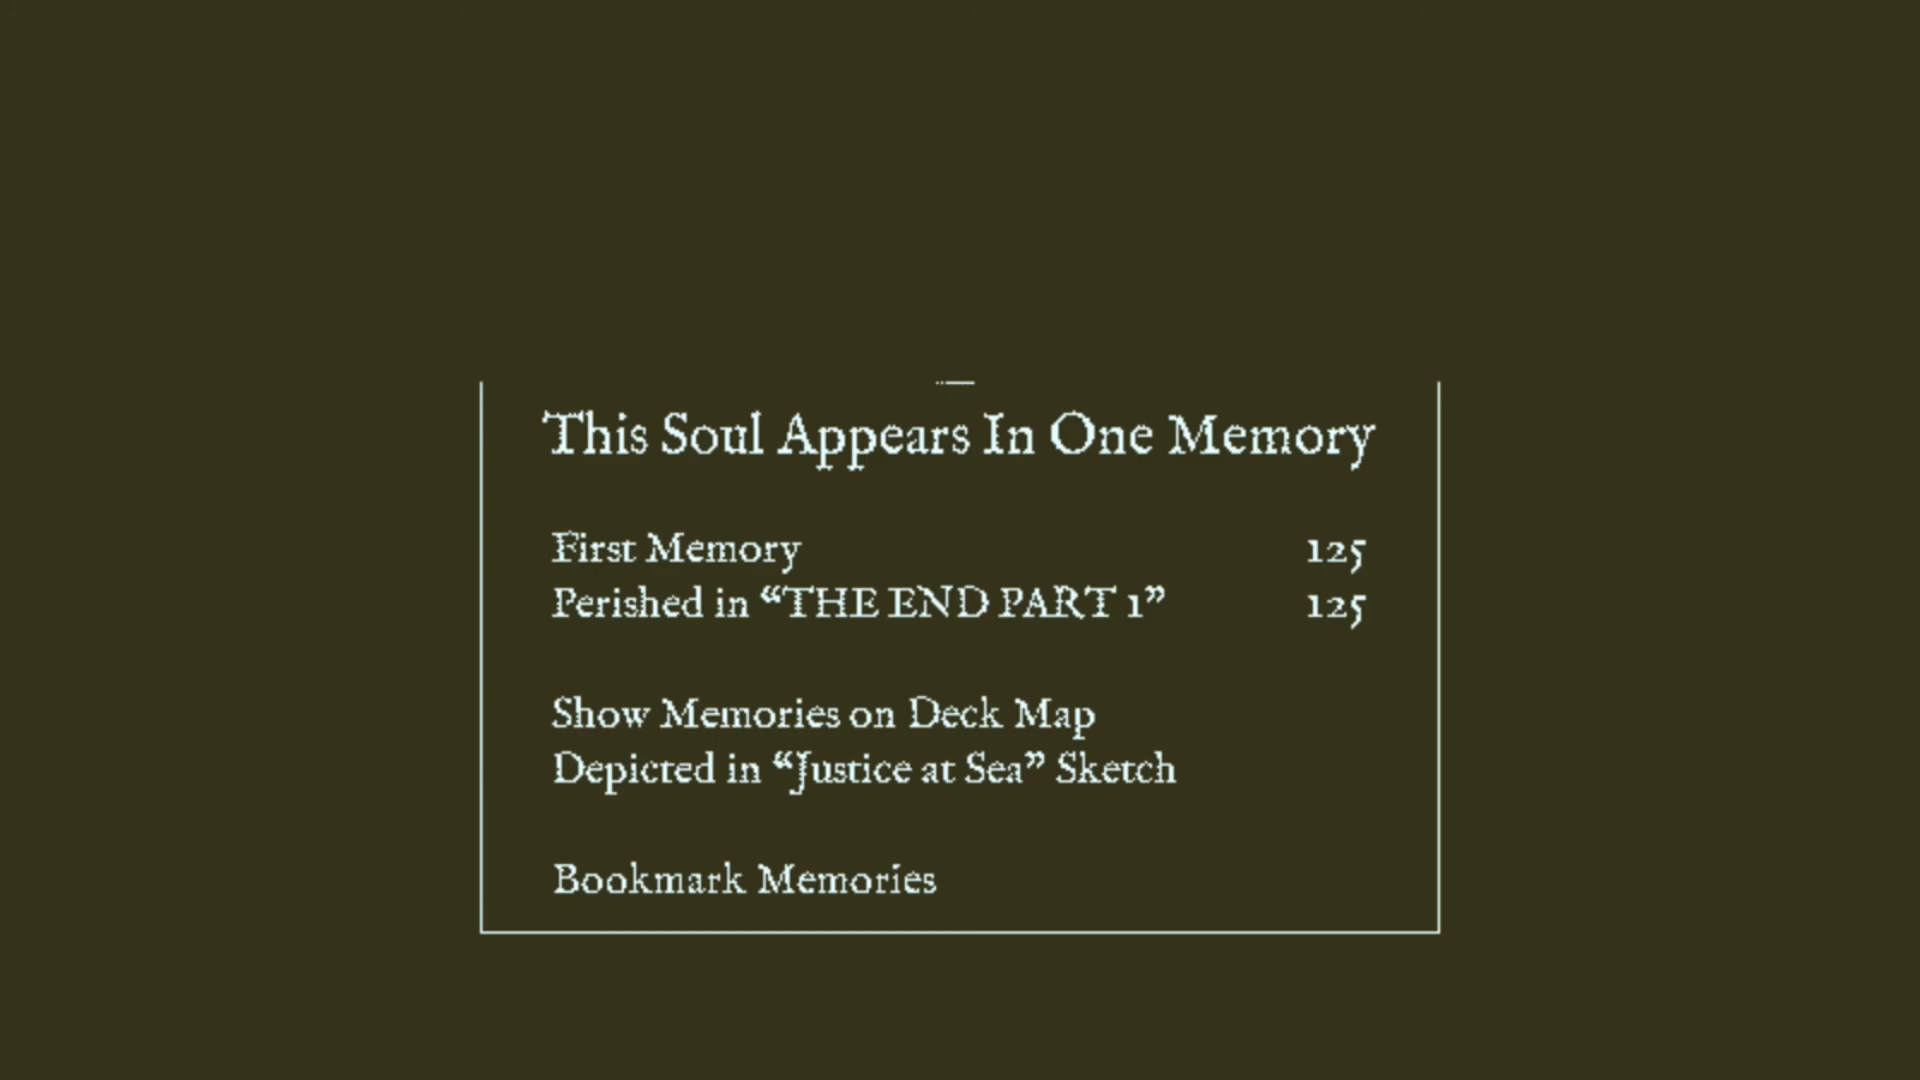 This Soul Appears In One Memory
First Memory 125
Perished in “THE END PART 1” 125
Show Memories on Deck Map
Depicted in “Justice at Sea” Sketch
Bookmark Memories